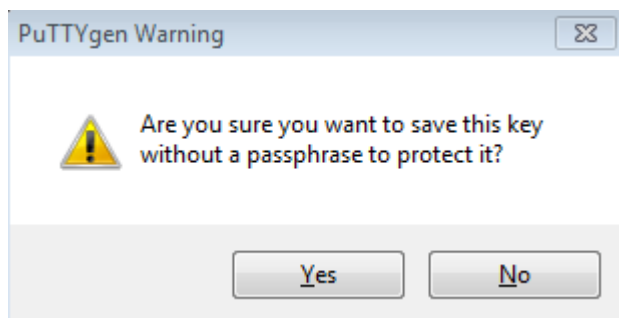 PuTTYgen Warning
Are you sure you want to save this key
without a passphrase to protect it?
Yes
No